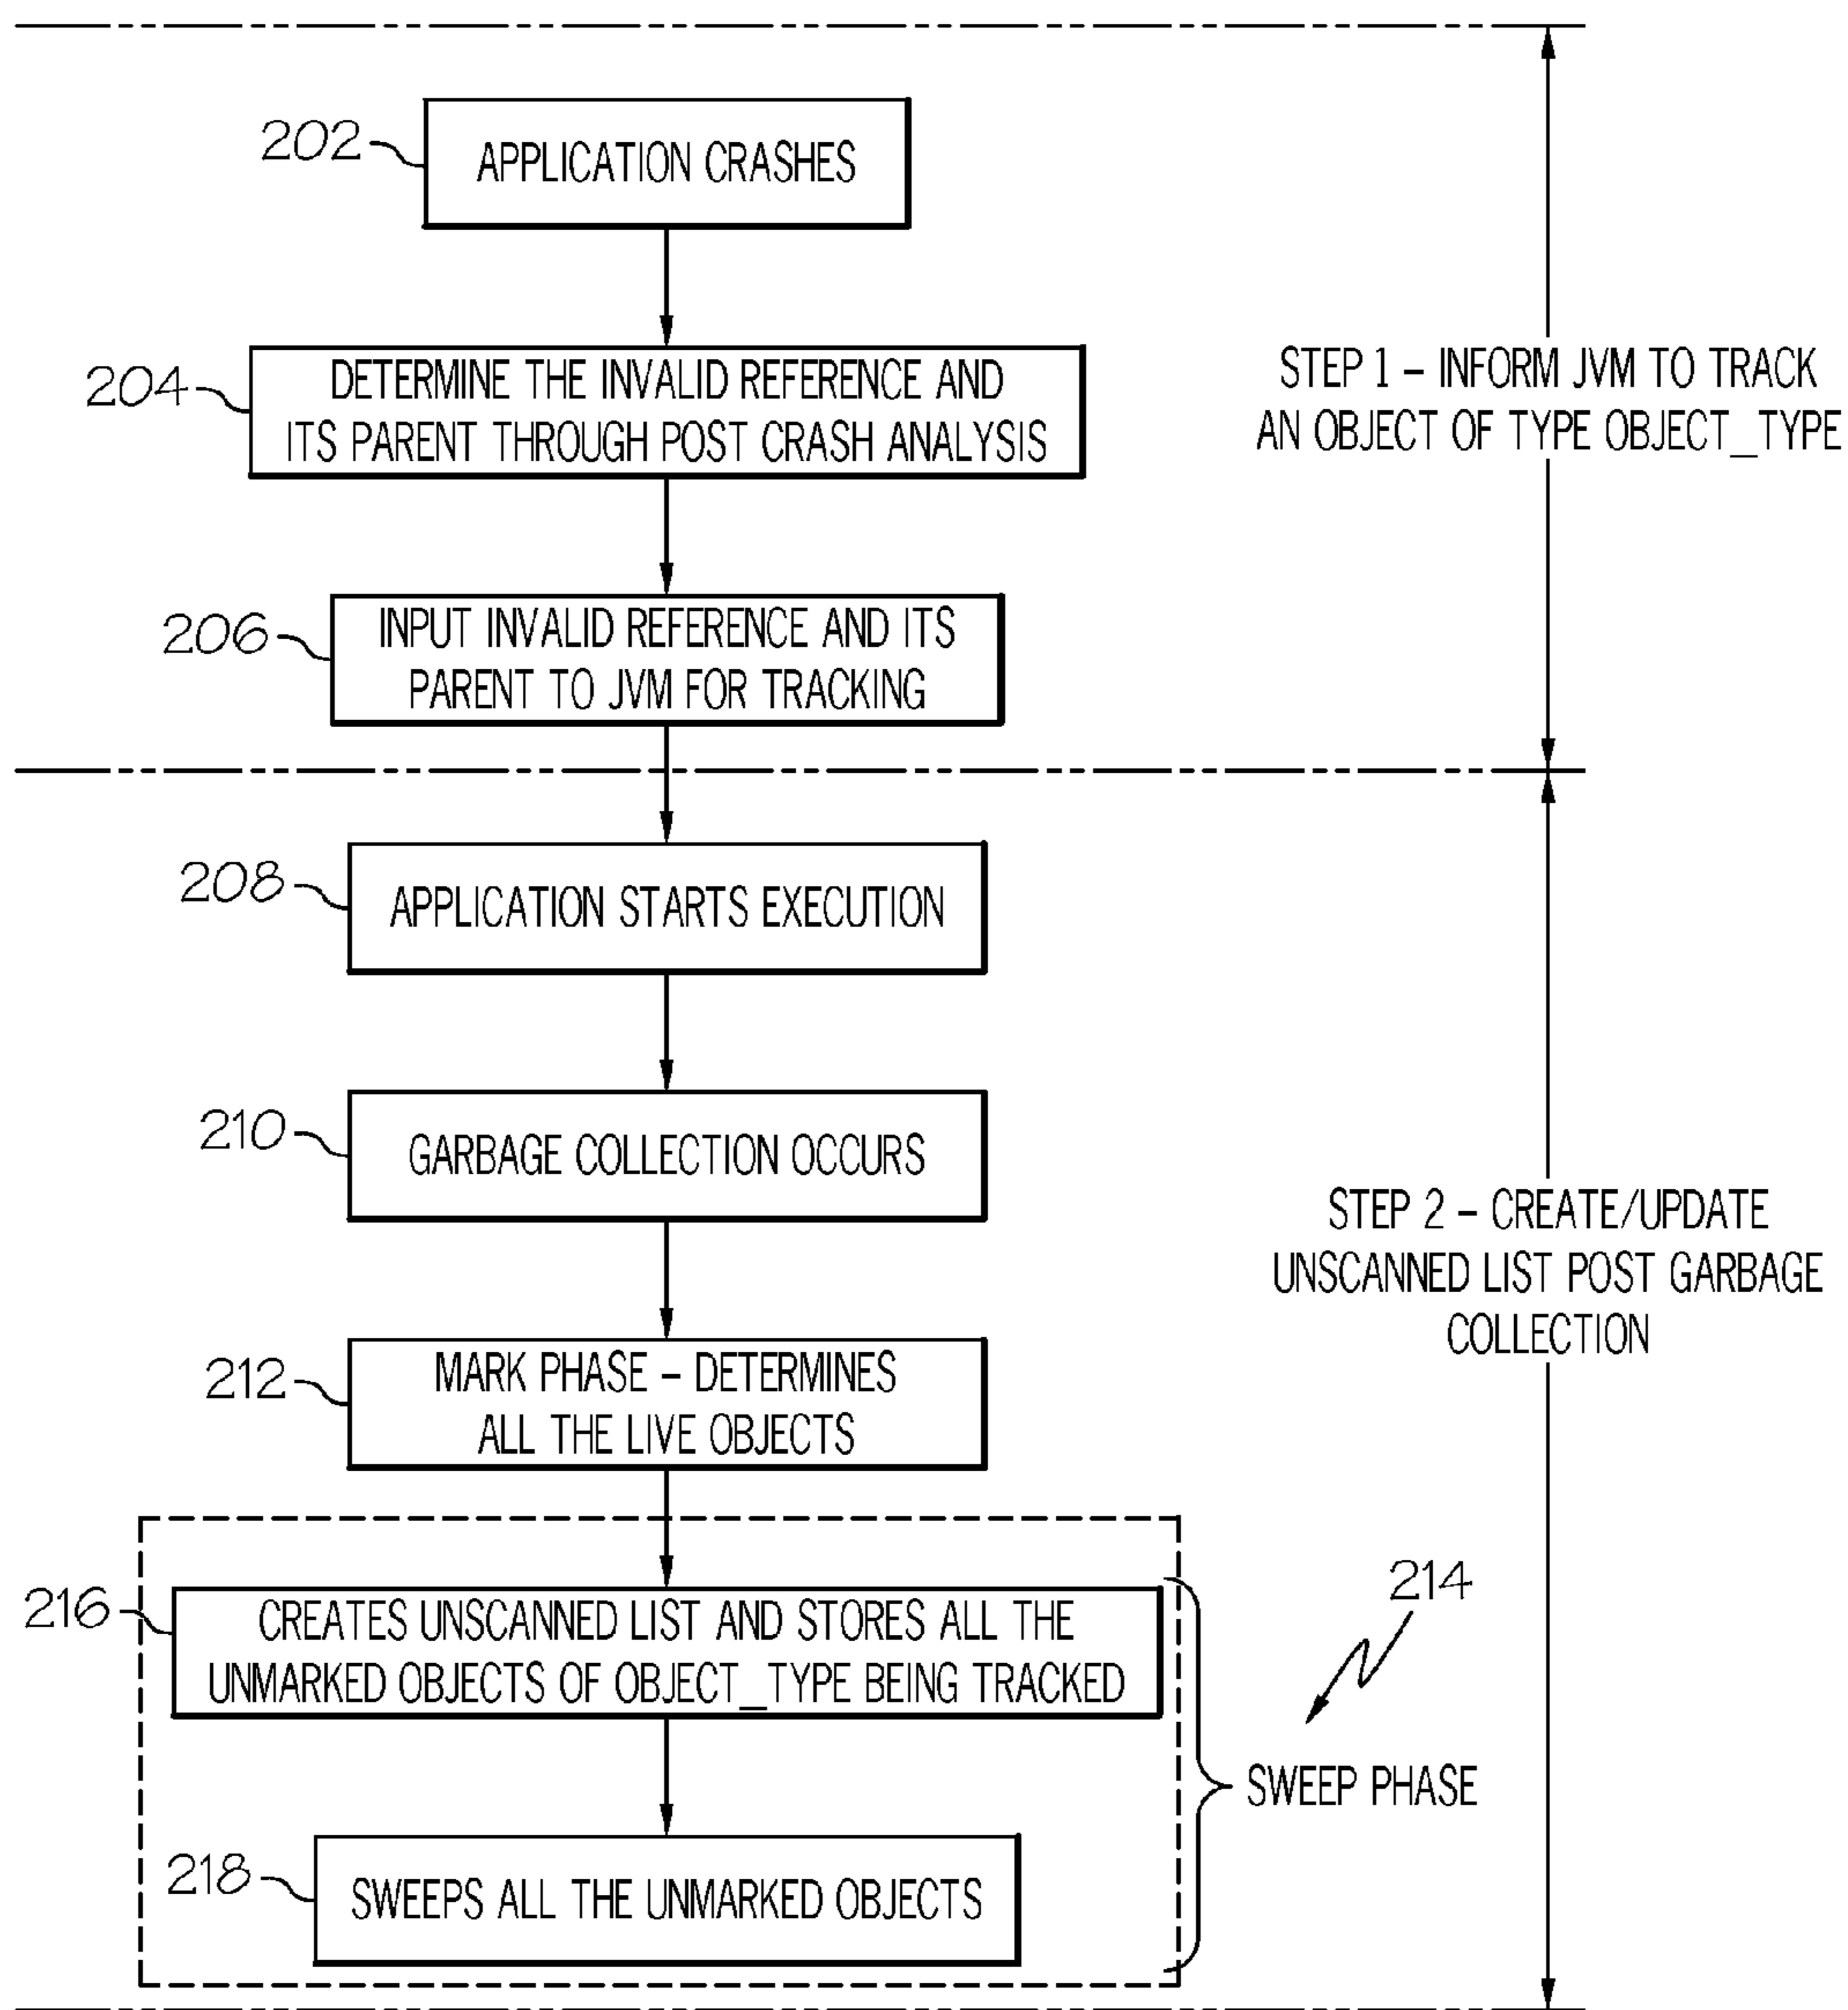 202
APPLICATION CRASHES
204
DETERMINE THE INVALID REFERENCE AND
ITS PARENT THROUGH POST CRASH ANALYSIS
STEP 1 – INFORM JVM TO TRACK
AN OBJECT OF TYPE OBJECT_TYPE
206
INPUT INVALID REFERENCE AND ITS
PARENT TO JVM FOR TRACKING
208
APPLICATION STARTS EXECUTION
210
GARBAGE COLLECTION OCCURS
STEP 2 – CREATE/UPDATE
UNSCANNED LIST POST GARBAGE
COLLECTION
212
MARK PHASE – DETERMINES
ALL THE LIVE OBJECTS
214
216
CREATES UNSCANNED LIST AND STORES ALL THE
UNMARKED OBJECTS OF OBJECT_TYPE BEING TRACKED
SWEEP PHASE
218
SWEEPS ALL THE UNMARKED OBJECTS